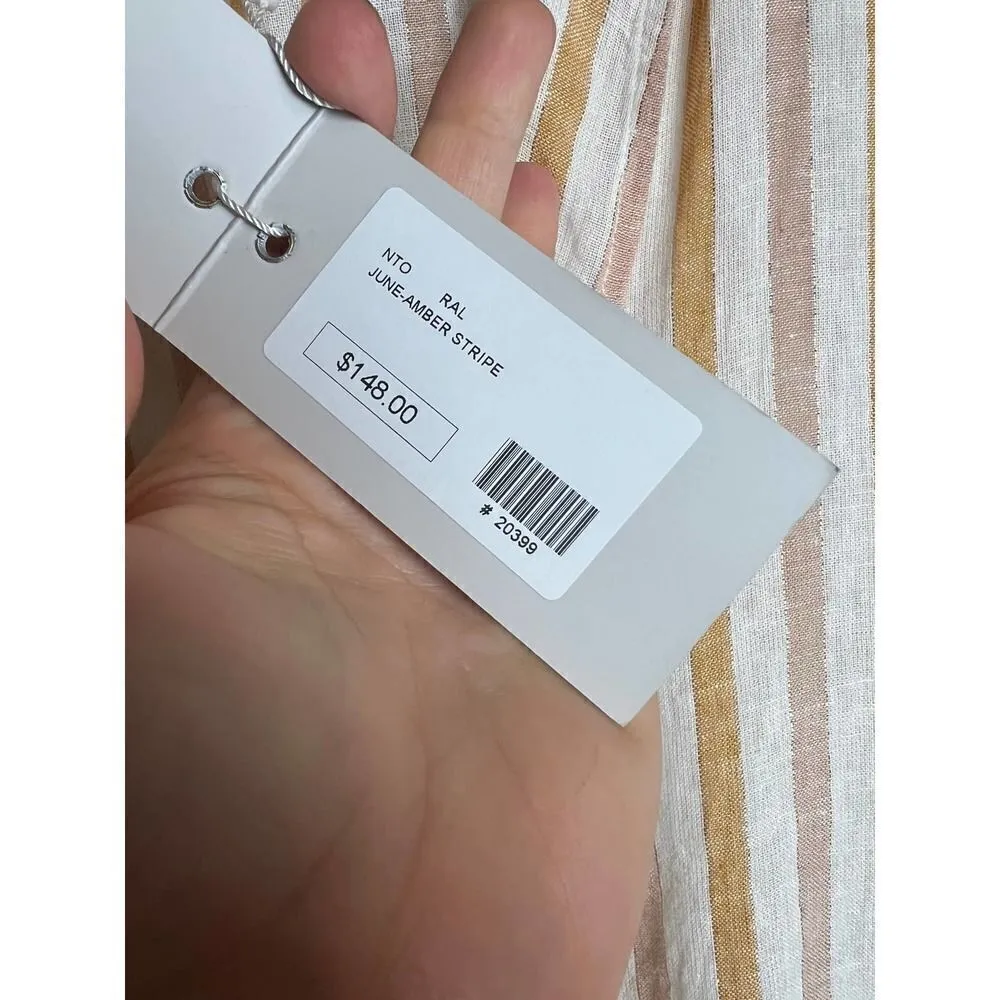 NTO RAL
JUNE-AMBER STRIPE
$148.00
# 20399